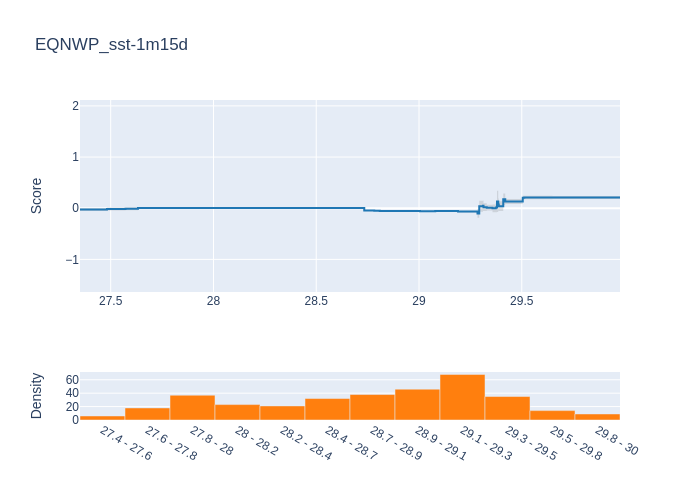 EQNWP_sst-1m15d
2
1
0
−1
Score
27.5 28 28.5 29 29.5
60
40
20
0
Density
27.4 - 27.6
27.6 - 27.8
27.8 - 28
28 - 28.2
28.2 - 28.4
28.4 - 28.7
28.7 - 28.9
28.9 - 29.1
29.1 - 29.3
29.3 - 29.5
29.5 - 29.8
29.8 - 30